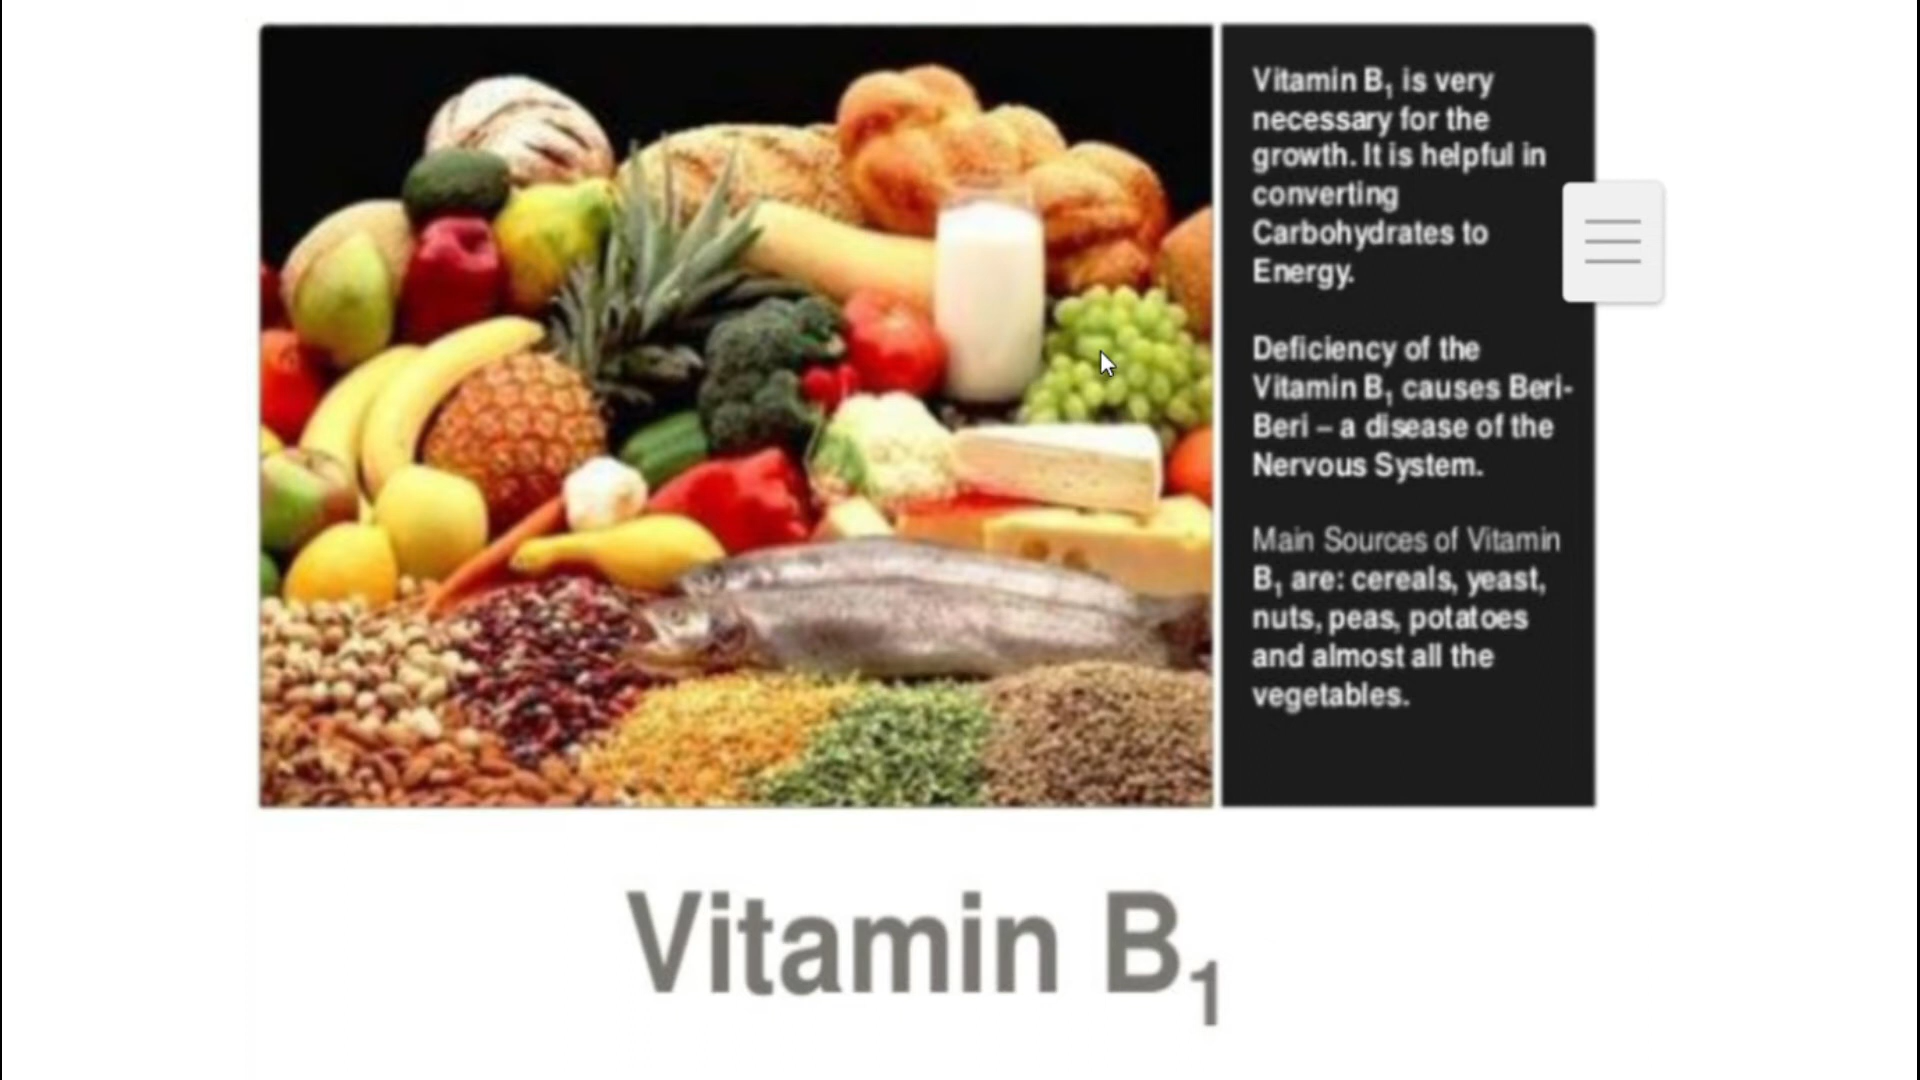 Vitamin B₁ is very
necessary for the
growth. It is helpful in
converting
Carbohydrates to
Energy.
Deficiency of the
Vitamin B₁ causes Beri-
Beri – a disease of the
Nervous System.
Main Sources of Vitamin
B₁ are: cereals, yeast,
nuts, peas, potatoes
and almost all the
vegetables.
Vitamin B₁